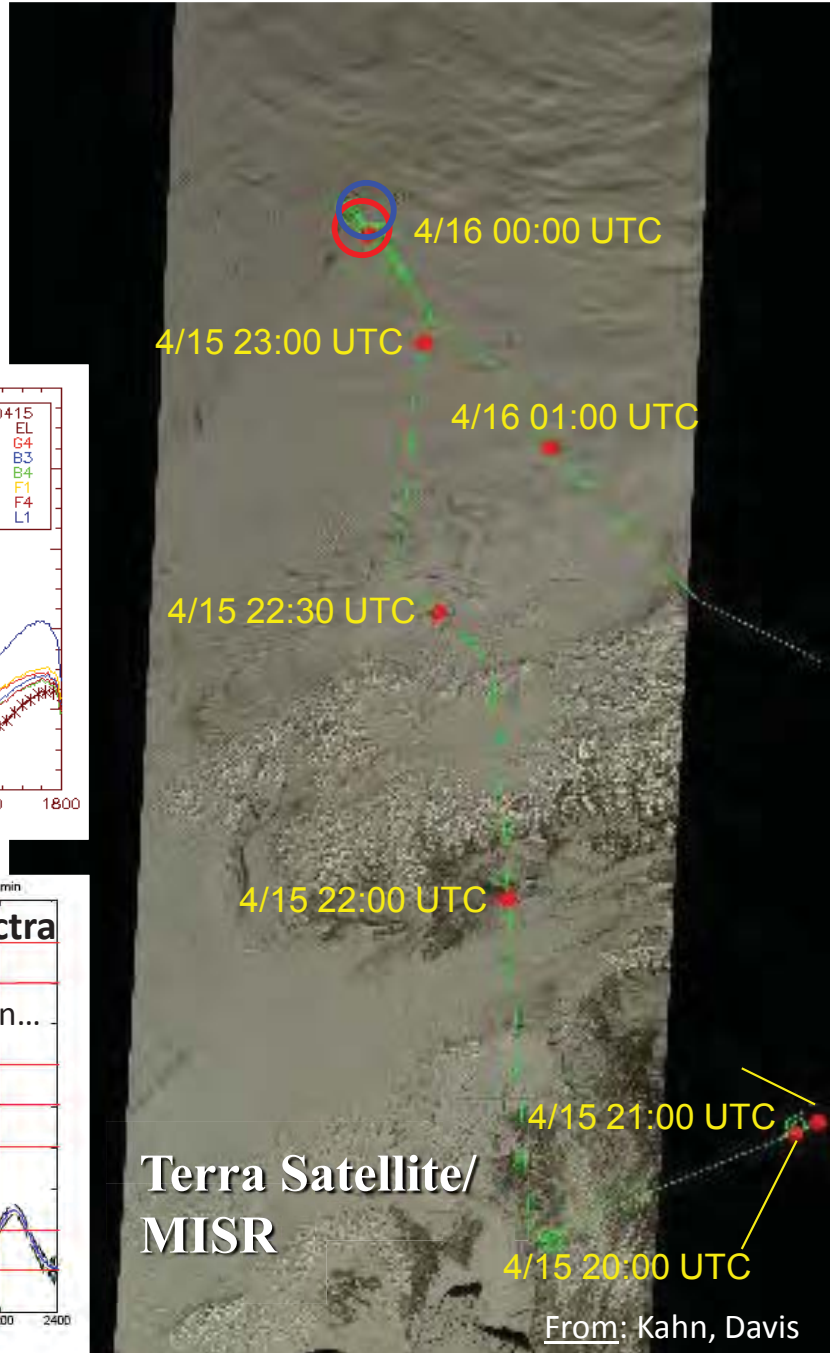 4/16 00:00 UTC
4/15 23:00 UTC
4/16 01:00 UTC
EL
G4
B3
B4
F1
F4
L1
4/15 22:30 UTC
1800
min
4/15 22:00 UTC
4/15 21:00 UTC
Terra Satellite/
MISR
4/15 20:00 UTC
2400
From: Kahn, Davis